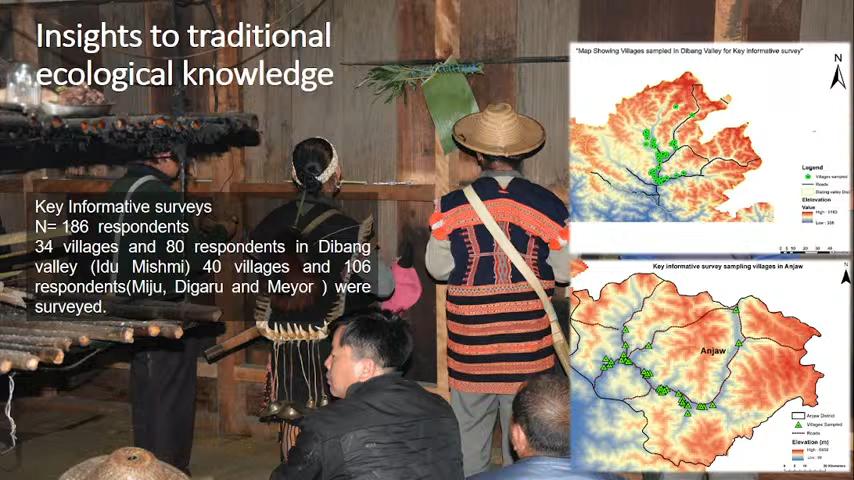 Insights to traditional
ecological knowledge
Key Informative surveys
N= 186 respondents
34 villages and 80 respondents in Dibang
valley (Idu Mishmi) 40 villages and 106
respondents(Miju, Digaru and Meyor ) were
surveyed.
"Map Showing Villages sampled in Dibang Valley for Key informative survey"
N
Legend
Villages sampled
Roads
Elelevation
Value
Key informative survey sampling villages in Anjaw
N
Anjaw
Anjaw District
Villages Sampled
Roads
Elevation (m)